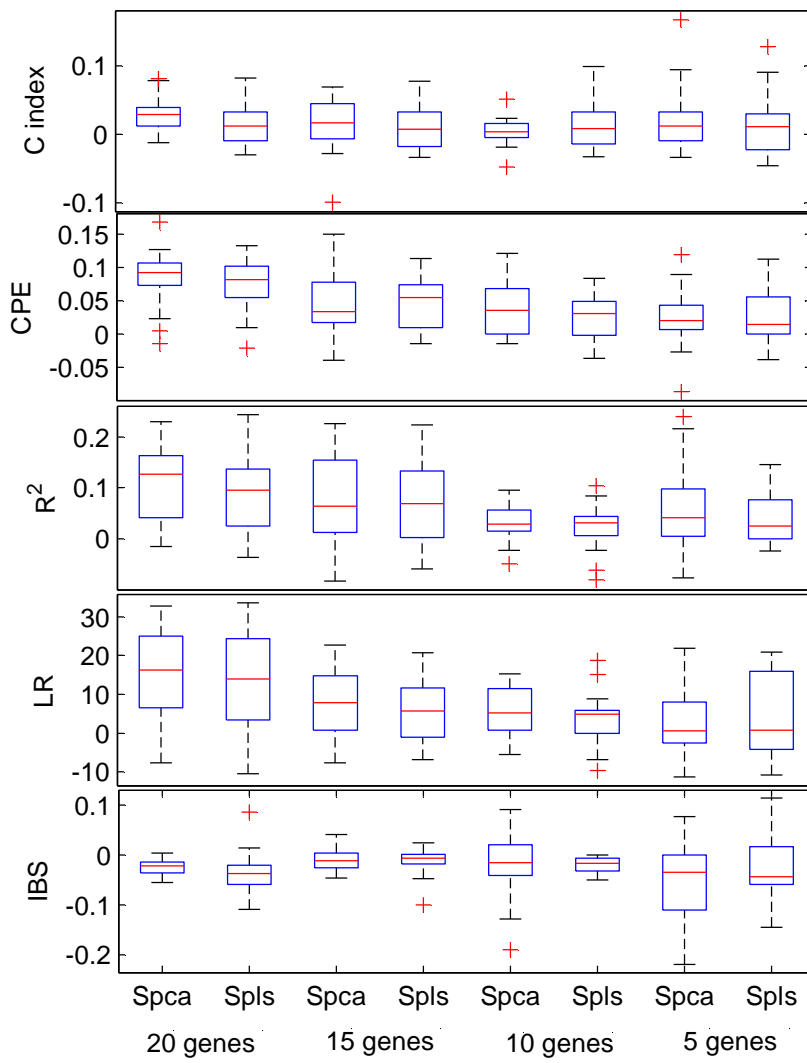 C index
0.1
0
-0.1
CPE
0.15
0.1
0.05
0
-0.05
R²
0.2
0.1
0
LR
30
20
10
0
-10
IBS
0.1
0
-0.1
-0.2
Spca Spls Spca Spls Spca Spls Spca Spls
20 genes 15 genes 10 genes 5 genes